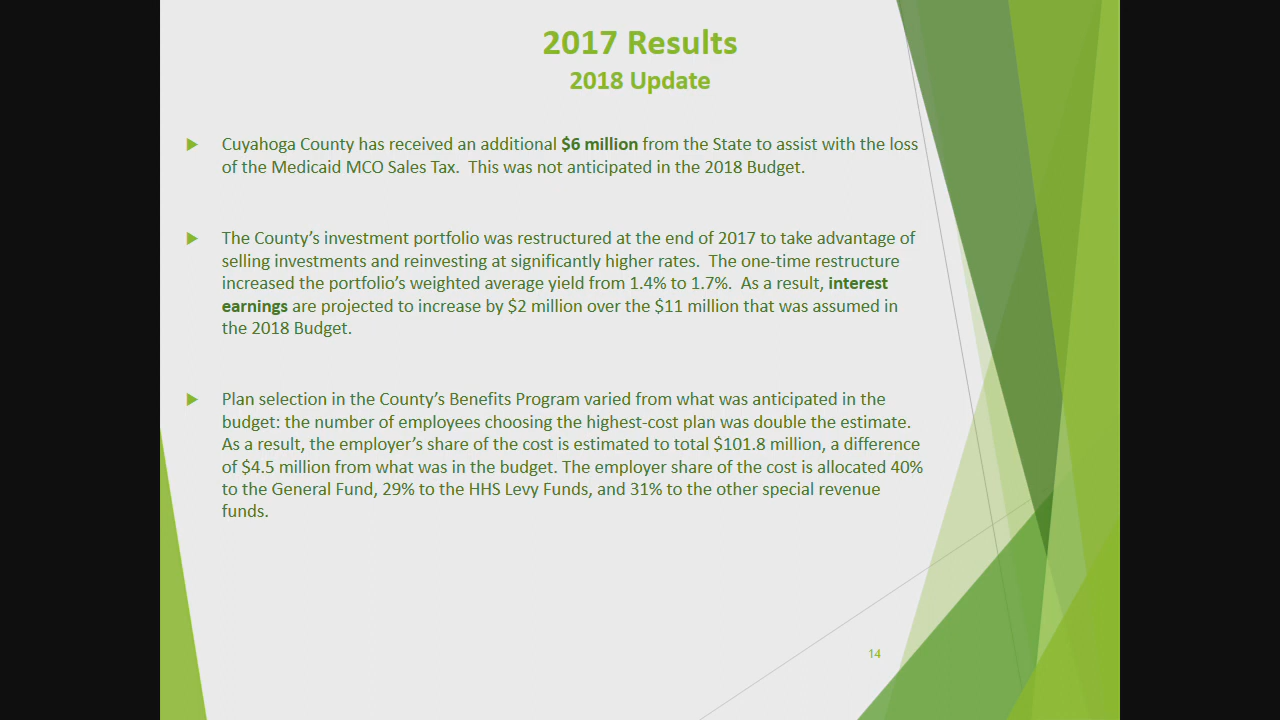 2017 Results
2018 Update
Cuyahoga County has received an additional $6 million from the State to assist with the loss
of the Medicaid MCO Sales Tax.  This was not anticipated in the 2018 Budget.
The County’s investment portfolio was restructured at the end of 2017 to take advantage of
selling investments and reinvesting at significantly higher rates.  The one-time restructure
increased the portfolio’s weighted average yield from 1.4% to 1.7%.  As a result, interest
earnings are projected to increase by $2 million over the $11 million that was assumed in
the 2018 Budget.
Plan selection in the County’s Benefits Program varied from what was anticipated in the
budget: the number of employees choosing the highest-cost plan was double the estimate.
As a result, the employer’s share of the cost is estimated to total $101.8 million, a difference
of $4.5 million from what was in the budget. The employer share of the cost is allocated 40%
to the General Fund, 29% to the HHS Levy Funds, and 31% to the other special revenue
funds.
14